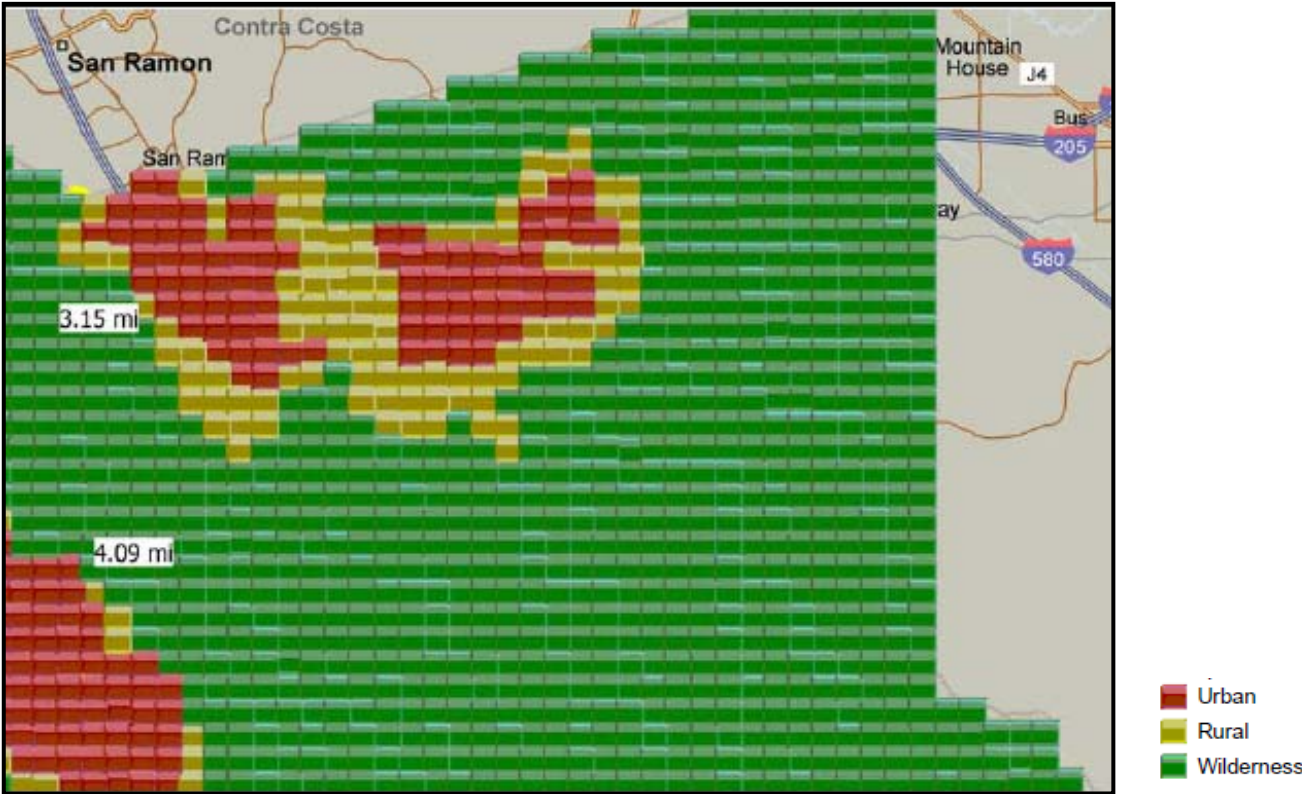 Contra Costa
San Ramon
Mountain
House
J4
Bus
205
San Ram
ay
580
3.15 mi
4.09 mi
Urban
Rural
Wilderness